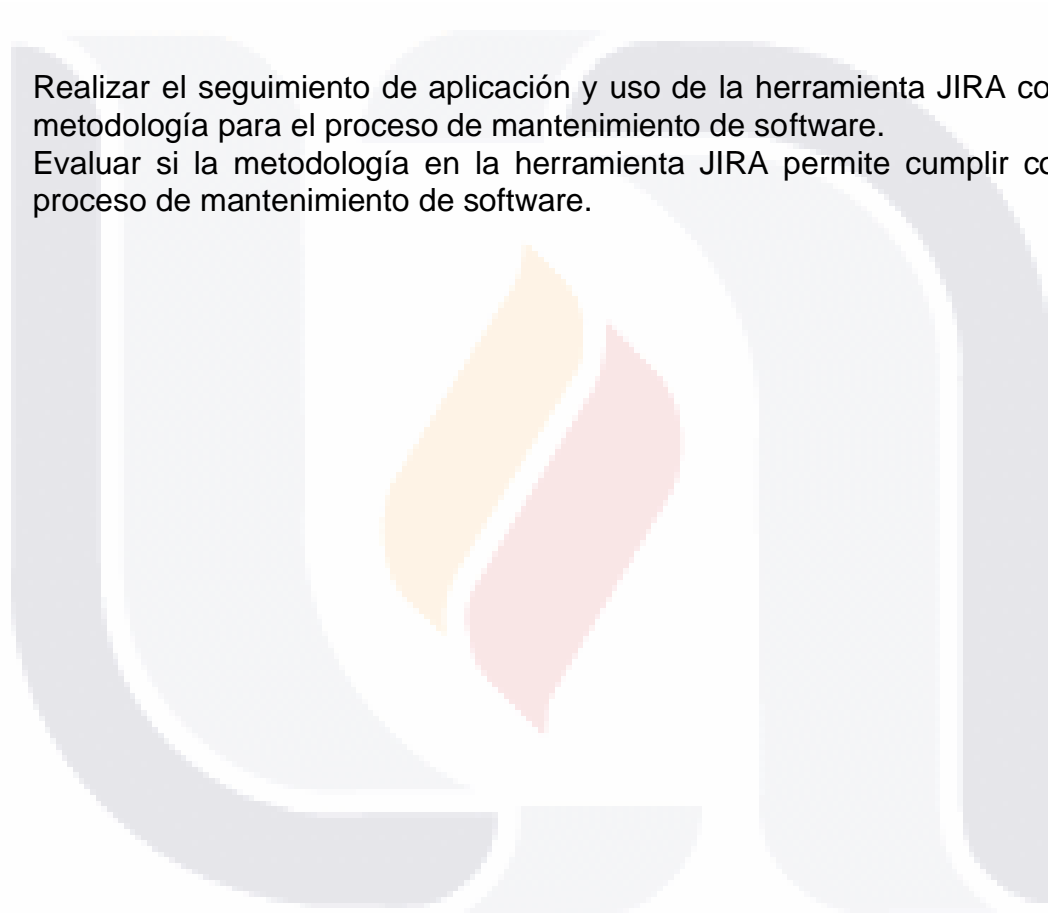 Realizar el seguimiento de aplicación y uso de la herramienta JIRA co
metodología para el proceso de mantenimiento de software.
Evaluar si la metodología en la herramienta JIRA permite cumplir co
proceso de mantenimiento de software.